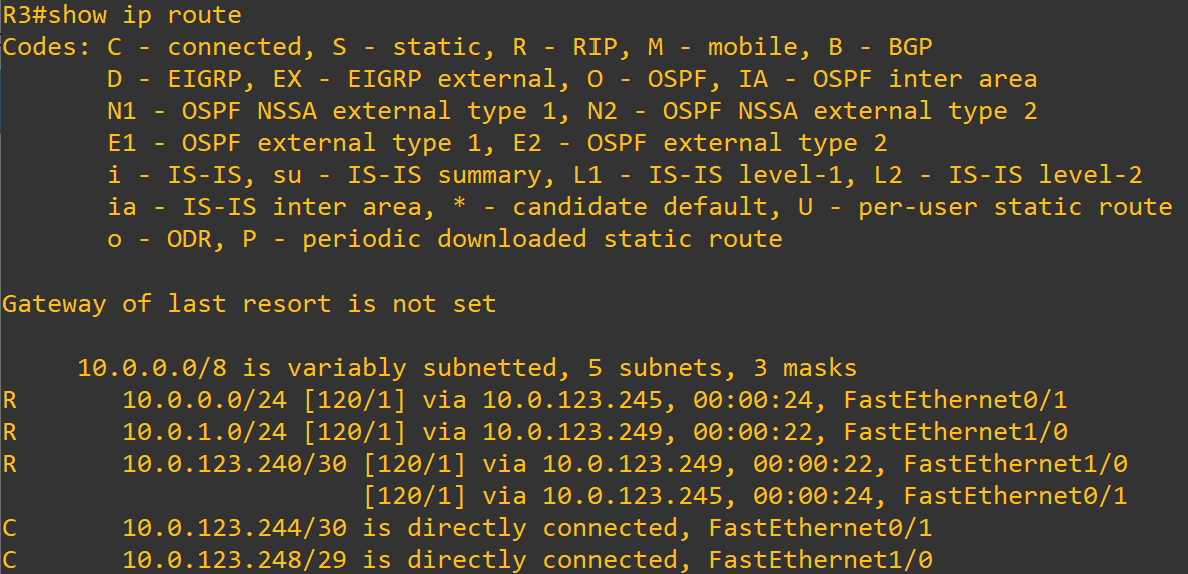 R3#show ip route
Codes: C - connected, S - static, R - RIP, M - mobile, B - BGP
       D - EIGRP, EX - EIGRP external, O - OSPF, IA - OSPF inter area
       N1 - OSPF NSSA external type 1, N2 - OSPF NSSA external type 2
       E1 - OSPF external type 1, E2 - OSPF external type 2
       i - IS-IS, su - IS-IS summary, L1 - IS-IS level-1, L2 - IS-IS level-2
       ia - IS-IS inter area, * - candidate default, U - per-user static route
       o - ODR, P - periodic downloaded static route

Gateway of last resort is not set

     10.0.0.0/8 is variably subnetted, 5 subnets, 3 masks
R       10.0.0.0/24 [120/1] via 10.0.123.245, 00:00:24, FastEthernet0/1
R       10.0.1.0/24 [120/1] via 10.0.123.249, 00:00:22, FastEthernet1/0
R       10.0.123.240/30 [120/1] via 10.0.123.249, 00:00:22, FastEthernet1/0
                        [120/1] via 10.0.123.245, 00:00:24, FastEthernet0/1
C       10.0.123.244/30 is directly connected, FastEthernet0/1
C       10.0.123.248/29 is directly connected, FastEthernet1/0